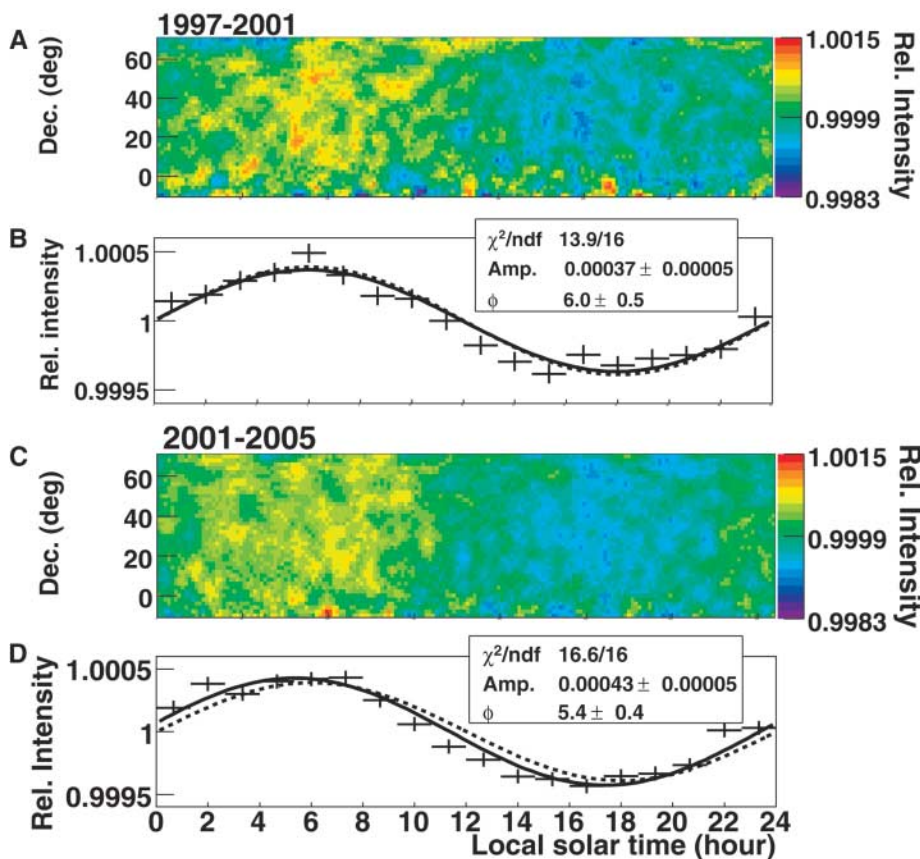 1997-2001
A
Dec. (deg)
60
40
20
0
1.0015
0.9999
0.9983
Rel. Intensity
B
Rel. intensity
1.0005
1
0.9995
χ²/ndf 13.9/16
Amp. 0.00037 ± 0.00005
ϕ 6.0 ± 0.5
2001-2005
C
Dec. (deg)
60
40
20
0
1.0015
0.9999
0.9983
Rel. Intensity
D
Rel. Intensity
1.0005
1
0.9995
χ²/ndf 16.6/16
Amp. 0.00043 ± 0.00005
ϕ 5.4 ± 0.4
0 2 4 6 8 10 12 14 16 18 20 22 24
Local solar time (hour)